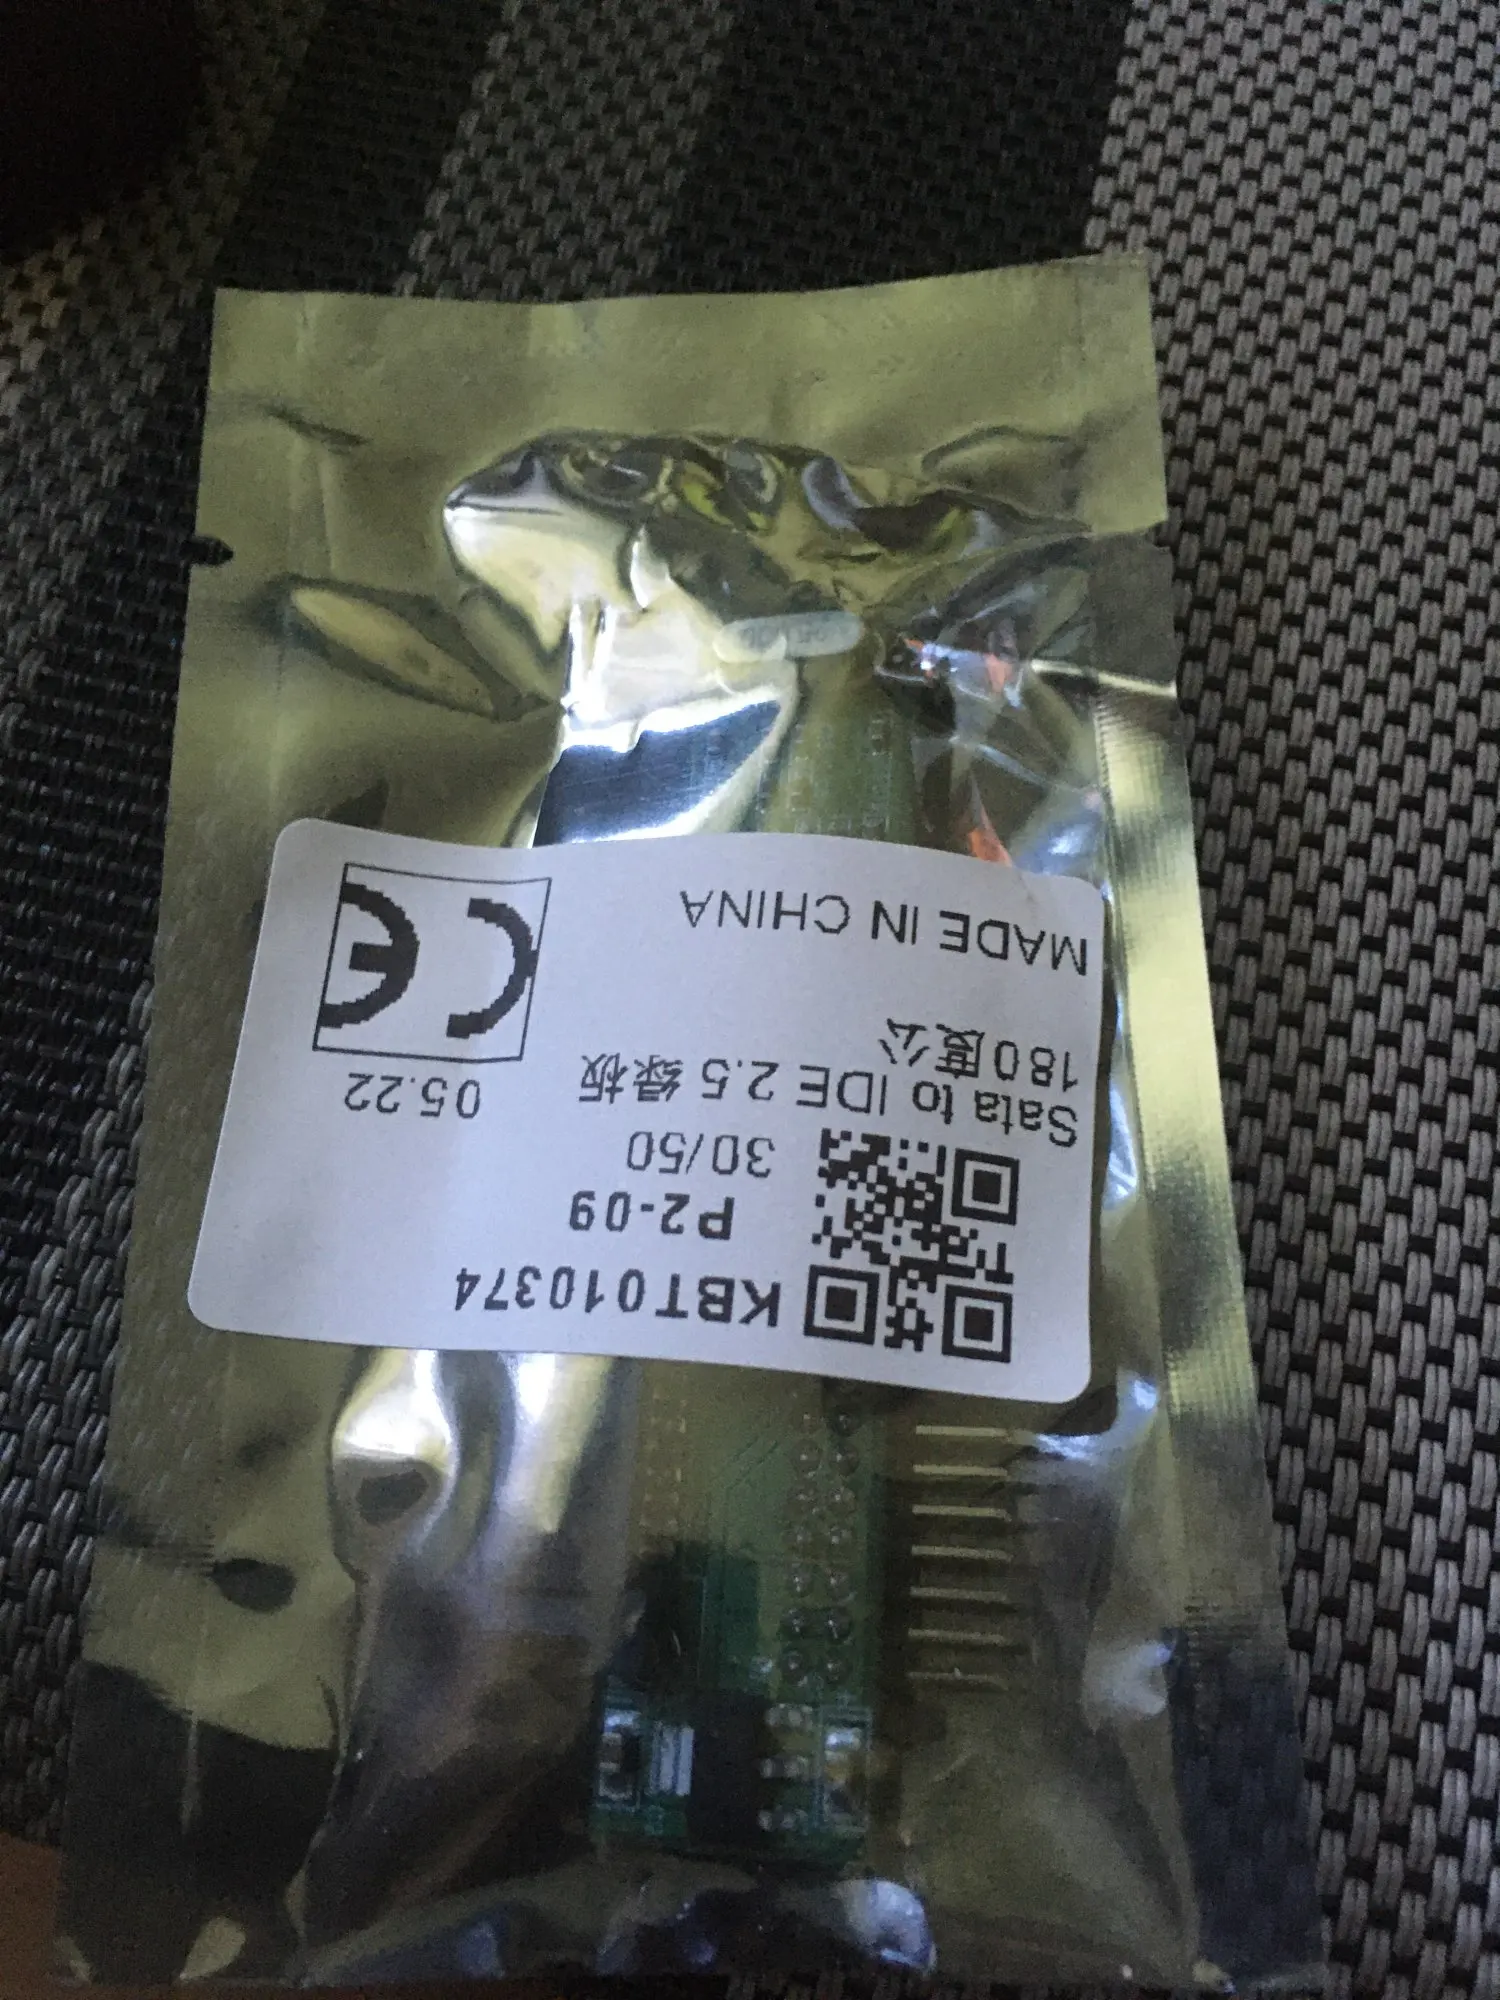 KBT010374
P2-09
30/50
Sata to IDE 2.5 绿板
180度公
05.22
CE
MADE IN CHINA